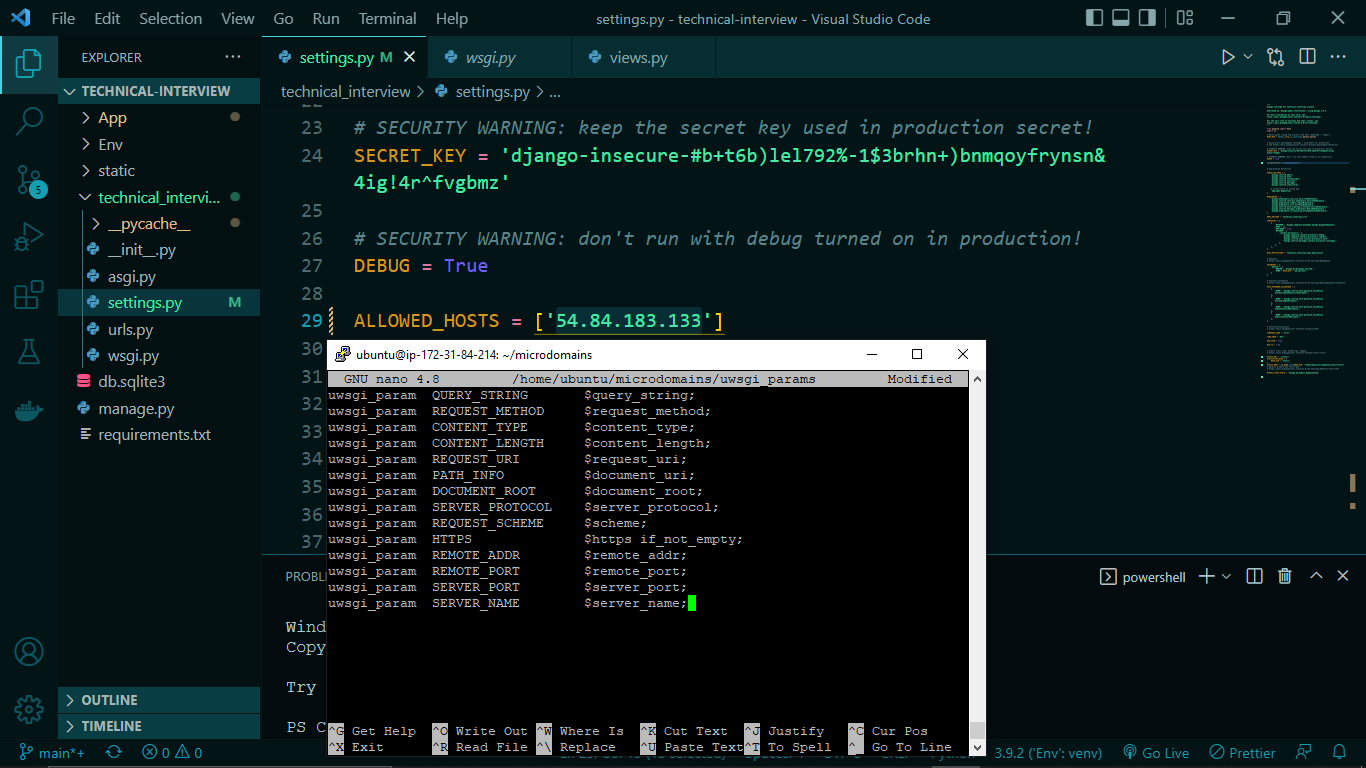 File Edit Selection View Go Run Terminal Help
settings.py - technical-interview - Visual Studio Code
EXPLORER
settings.py M
wsgi.py
views.py
TECHNICAL-INTERVIEW
App
Env
static
technical_intervi...
__pycache__
__init__.py
asgi.py
settings.py M
urls.py
wsgi.py
db.sqlite3
manage.py
requirements.txt
OUTLINE
TIMELINE
5
technical_interview > settings.py > ...
23 # SECURITY WARNING: keep the secret key used in production secret!
24 SECRET_KEY = 'django-insecure-#b+t6b)lel792%-1$3brhn+)bnmqoyfrynsn&
4ig!4r^fvgbmz'
25
26 # SECURITY WARNING: don't run with debug turned on in production!
27 DEBUG = True
28
29 ALLOWED_HOSTS = ['54.84.183.133']
30
31
32
33
34
35
36
37
ubuntu@ip-172-31-84-214: ~/microdomains
GNU nano 4.8 /home/ubuntu/microdomains/uwsgi_params Modified
uwsgi_param QUERY_STRING $query_string;
uwsgi_param REQUEST_METHOD $request_method;
uwsgi_param CONTENT_TYPE $content_type;
uwsgi_param CONTENT_LENGTH $content_length;
uwsgi_param REQUEST_URI $request_uri;
uwsgi_param PATH_INFO $document_uri;
uwsgi_param DOCUMENT_ROOT $document_root;
uwsgi_param SERVER_PROTOCOL $server_protocol;
uwsgi_param REQUEST_SCHEME $scheme;
uwsgi_param HTTPS $https if_not_empty;
uwsgi_param REMOTE_ADDR $remote_addr;
uwsgi_param REMOTE_PORT $remote_port;
uwsgi_param SERVER_PORT $server_port;
uwsgi_param SERVER_NAME $server_name;
^G Get Help ^O Write Out ^W Where Is ^K Cut Text ^J Justify ^C Cur Pos
^X Exit ^R Read File ^\ Replace ^U Paste Text ^T To Spell ^_ Go To Line
PROBL
powershell
Wind
Copy
Try
PS C
main*+ 0 0
3.9.2 ('Env': venv) Go Live Prettier